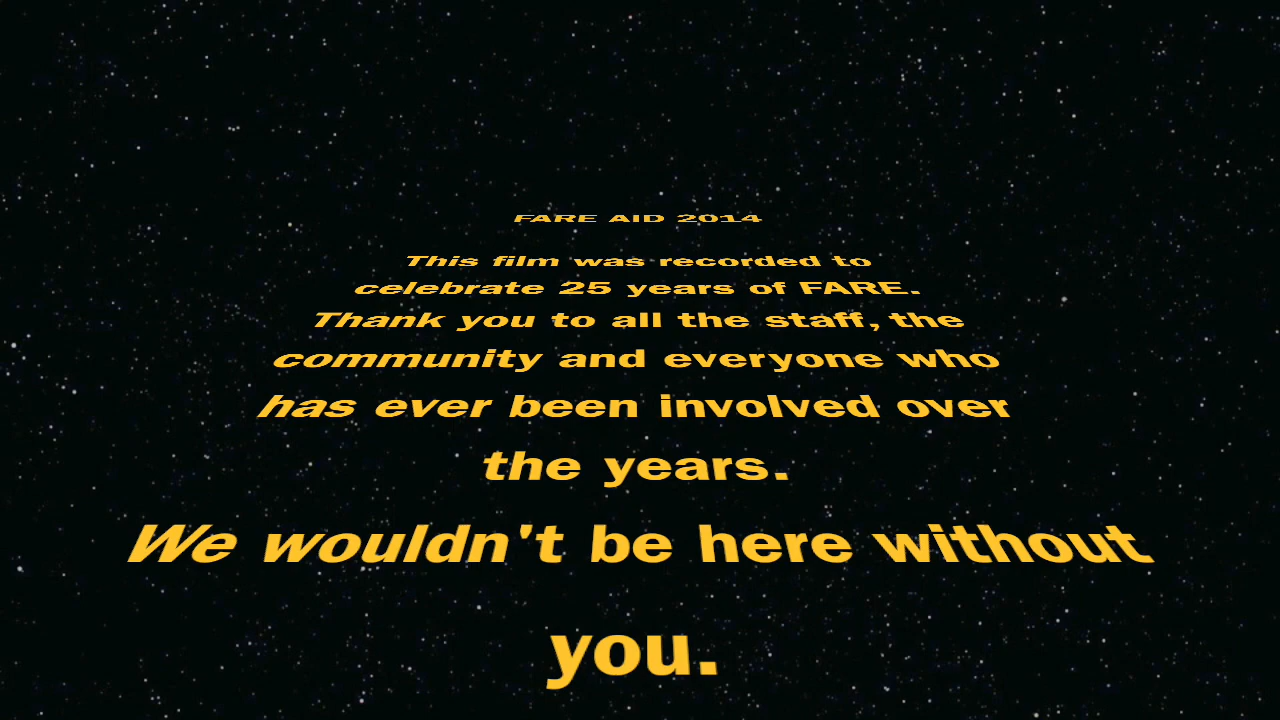 FARE AID 2014
This film was recorded to
celebrate 25 years of FARE.
Thank you to all the staff, the
community and everyone who
has ever been involved over
the years.
We wouldn't be here without
you.